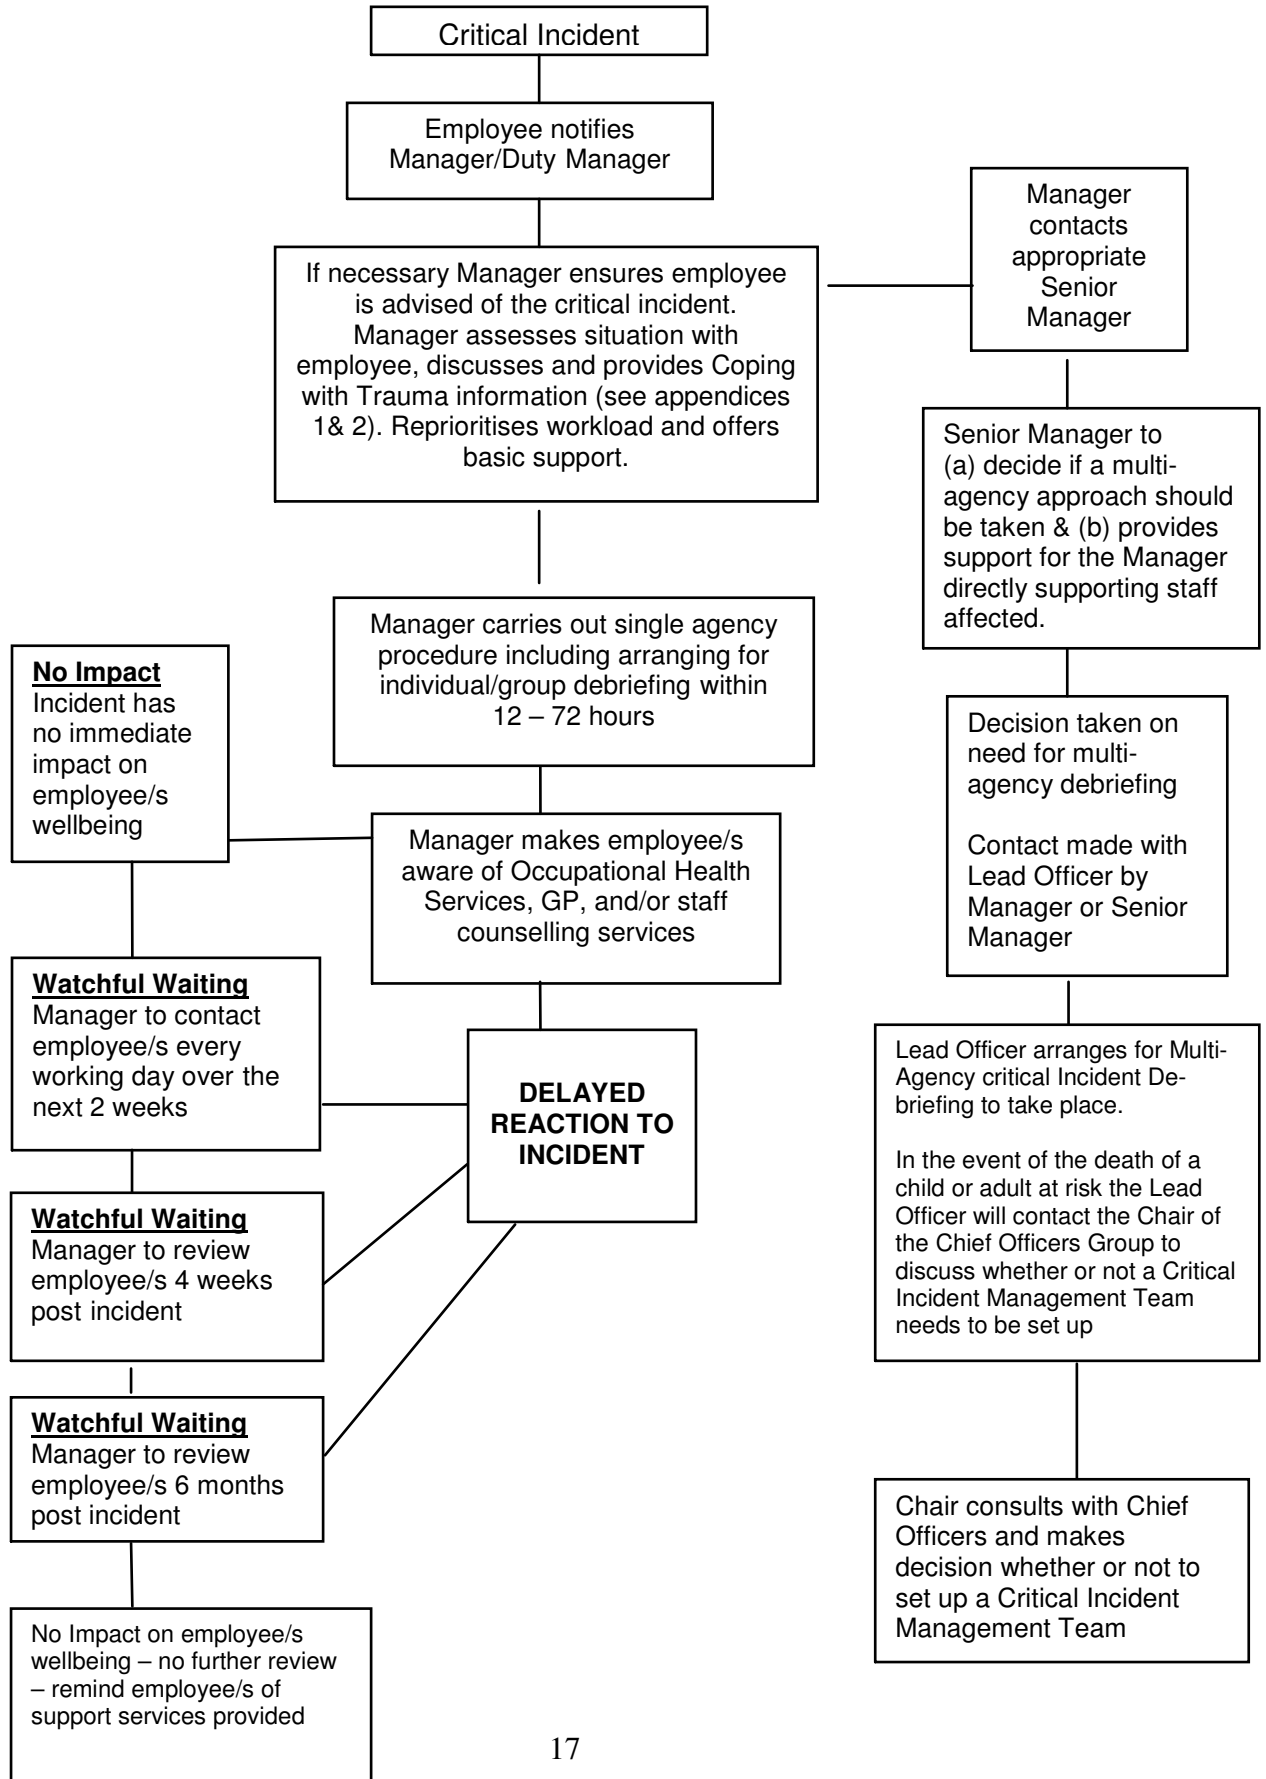 Critical Incident
Employee notifies
Manager/Duty Manager
If necessary Manager ensures employee
is advised of the critical incident.
Manager assesses situation with
employee, discusses and provides Coping
with Trauma information (see appendices
1& 2). Reprioritises workload and offers
basic support.
Manager
contacts
appropriate
Senior
Manager
Senior Manager to
(a) decide if a multi-
agency approach should
be taken & (b) provides
support for the Manager
directly supporting staff
affected.
Manager carries out single agency
procedure including arranging for
individual/group debriefing within
12 – 72 hours
No Impact
Incident has
no immediate
impact on
employee/s
wellbeing
Decision taken on
need for multi-
agency debriefing
Contact made with
Lead Officer by
Manager or Senior
Manager
Manager makes employee/s
aware of Occupational Health
Services, GP, and/or staff
counselling services
Watchful Waiting
Manager to contact
employee/s every
working day over the
next 2 weeks
DELAYED
REACTION TO
INCIDENT
Lead Officer arranges for Multi-
Agency critical Incident De-
briefing to take place.
In the event of the death of a
child or adult at risk the Lead
Officer will contact the Chair of
the Chief Officers Group to
discuss whether or not a Critical
Incident Management Team
needs to be set up
Watchful Waiting
Manager to review
employee/s 4 weeks
post incident
Watchful Waiting
Manager to review
employee/s 6 months
post incident
Chair consults with Chief
Officers and makes
decision whether or not to
set up a Critical Incident
Management Team
No Impact on employee/s
wellbeing – no further review
– remind employee/s of
support services provided
17